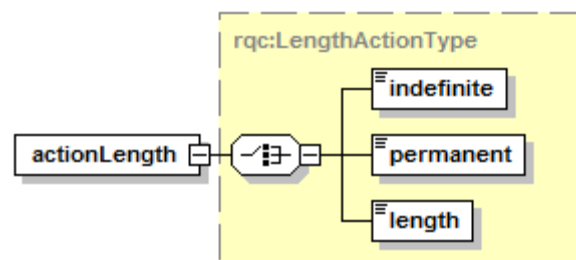 rqc:LengthActionType
indefinite
actionLength
permanent
length